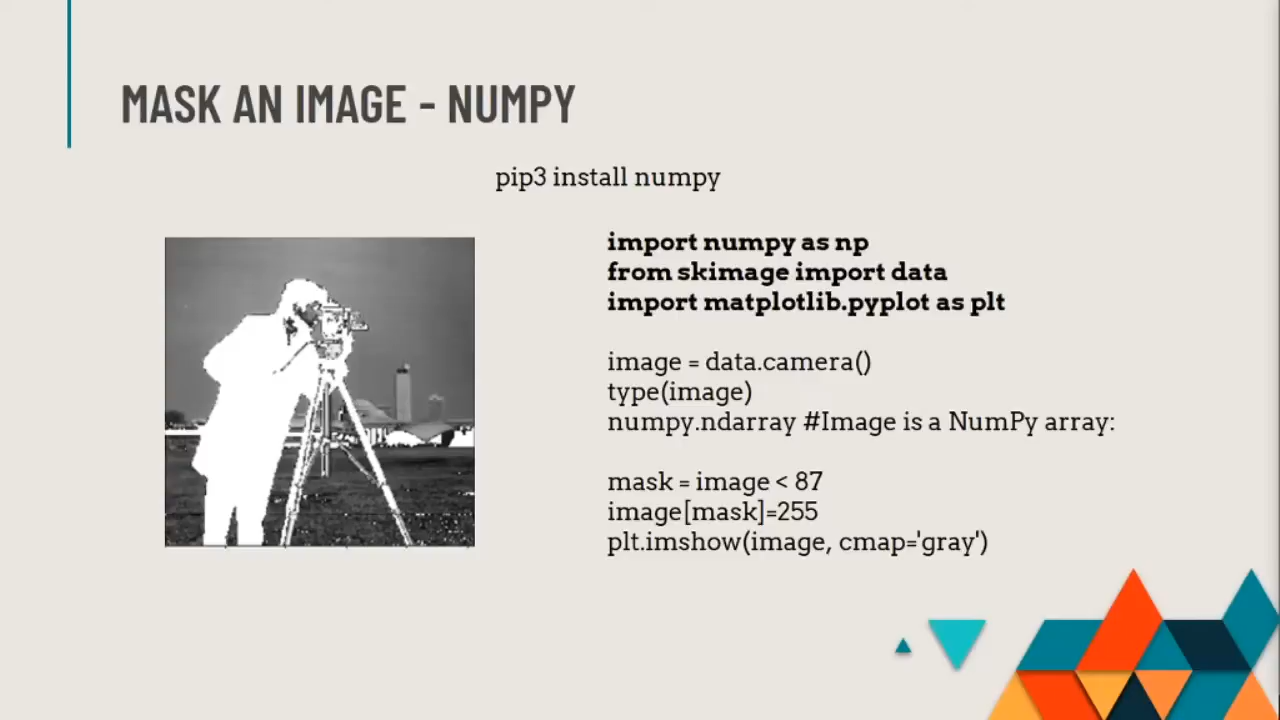 MASK AN IMAGE - NUMPY
pip3 install numpy
import numpy as np
from skimage import data
import matplotlib.pyplot as plt
image = data.camera()
type(image)
numpy.ndarray #Image is a NumPy array:
mask = image < 87
image[mask]=255
plt.imshow(image, cmap='gray')